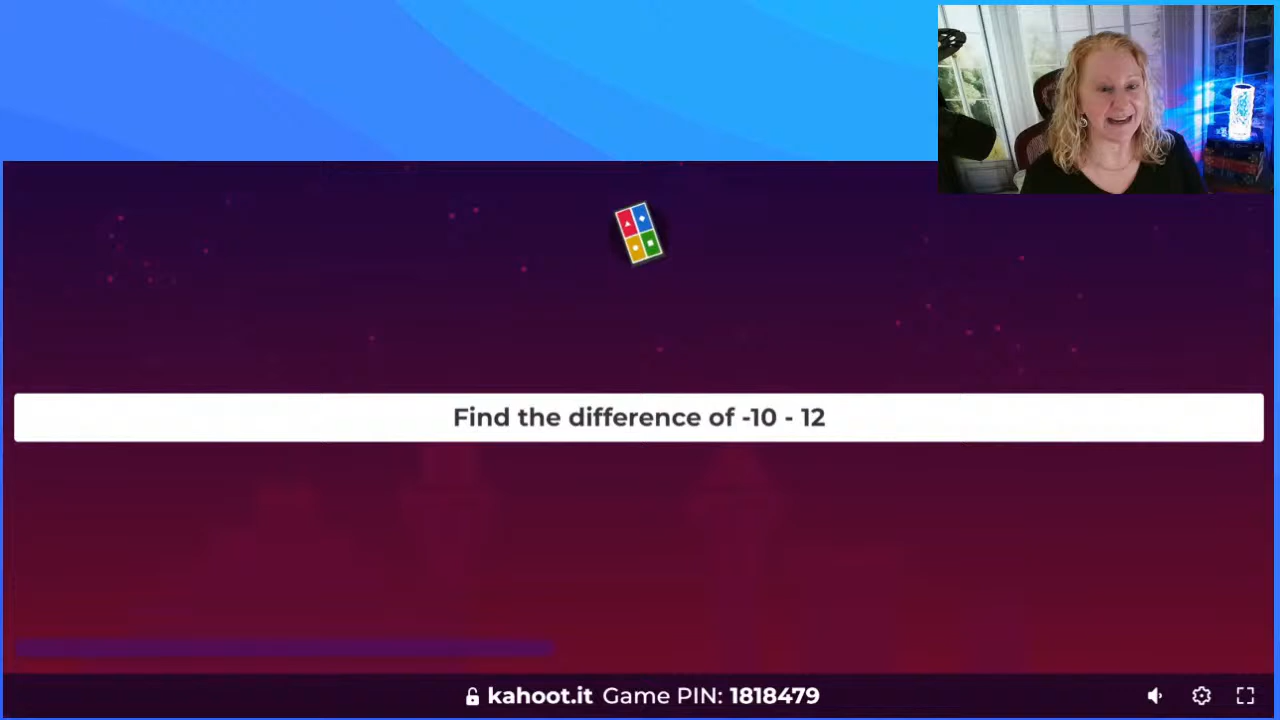 Find the difference of -10 - 12
kahoot.it Game PIN: 1818479